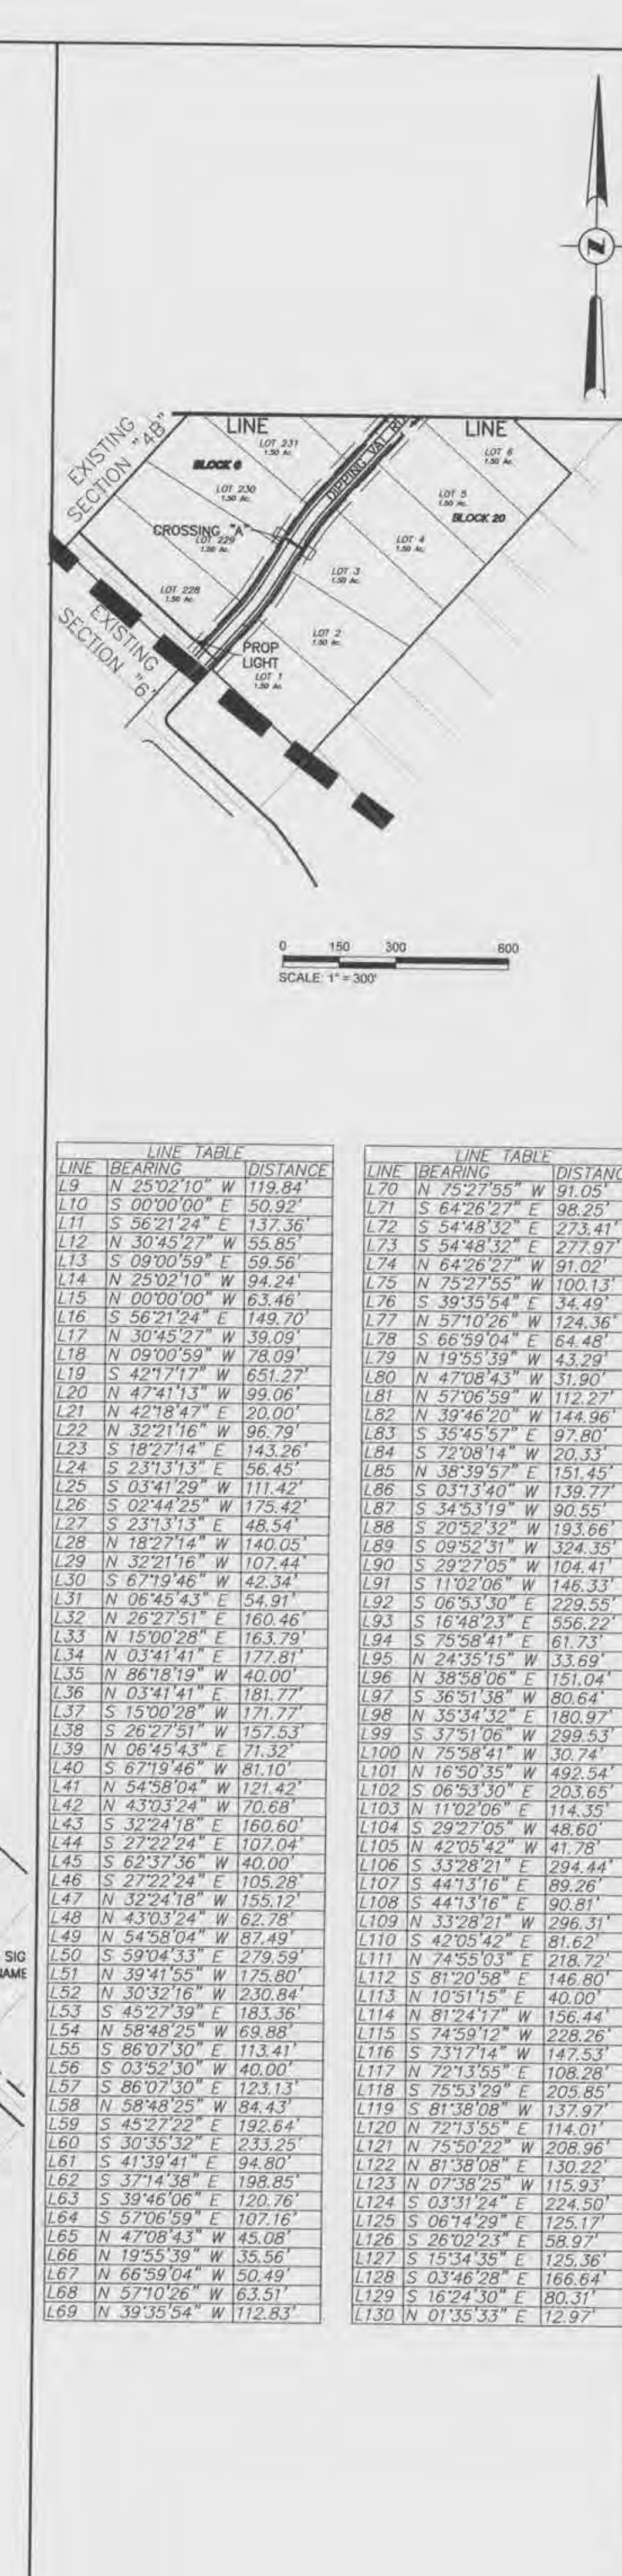 N
EXISTING
SECTION "4B"
LINE
LOT 231
1.50 Ac.
BLOCK 6
LOT 230
1.50 Ac.
CROSSING "A"
LOT 229
1.50 Ac.
LOT 228
1.50 Ac.
EXISTING
SECTION "6"
DIPPING VAT RD
LINE
LOT 6
1.50 Ac.
LOT 5
1.50 Ac.
BLOCK 20
LOT 4
1.50 Ac.
LOT 3
1.50 Ac.
LOT 2
1.50 Ac.
PROP
LIGHT
LOT 1
1.50 Ac.
0 150 300 600
SCALE: 1" = 300'
SIG
NAME
LINE TABLE
LINE BEARING DISTANCE
L9 N 25°02'10" W 119.84'
L10 S 00°00'00" E 50.92'
L11 S 56°21'24" E 137.36'
L12 N 30°45'27" W 55.85'
L13 S 09°00'59" E 59.56'
L14 N 25°02'10" W 94.24'
L15 N 00°00'00" W 63.46'
L16 S 56°21'24" E 149.70'
L17 N 30°45'27" W 39.09'
L18 N 09°00'59" W 78.09'
L19 S 42°17'17" W 651.27'
L20 N 47°41'13" W 99.06'
L21 N 42°18'47" E 20.00'
L22 N 32°21'16" W 96.79'
L23 S 18°27'14" E 143.26'
L24 S 23°13'13" E 56.45'
L25 S 03°41'29" W 111.42'
L26 S 02°44'25" W 175.42'
L27 S 23°13'13" E 48.54'
L28 N 18°27'14" W 140.05'
L29 N 32°21'16" W 107.44'
L30 S 67°19'46" W 42.34'
L31 N 06°45'43" E 54.91'
L32 N 26°27'51" E 160.46'
L33 N 15°00'28" E 163.79'
L34 N 03°41'41" E 177.81'
L35 N 86°18'19" W 40.00'
L36 N 03°41'41" E 181.77'
L37 S 15°00'28" W 171.77'
L38 S 26°27'51" W 157.53'
L39 N 06°45'43" E 71.32'
L40 S 67°19'46" W 81.10'
L41 N 54°58'04" W 121.42'
L42 N 43°03'24" W 70.68'
L43 S 32°24'18" E 160.60'
L44 S 27°22'24" E 107.04'
L45 S 62°37'36" W 40.00'
L46 S 27°22'24" E 105.28'
L47 N 32°24'18" W 155.12'
L48 N 43°03'24" W 62.78'
L49 N 54°58'04" W 87.49'
L50 S 59°04'33" E 279.59'
L51 N 39°41'55" W 175.80'
L52 N 30°32'16" W 230.84'
L53 S 45°27'39" E 183.36'
L54 N 58°48'25" W 69.88'
L55 S 86°07'30" E 113.41'
L56 S 03°52'30" W 40.00'
L57 S 86°07'30" E 123.13'
L58 N 58°48'25" W 84.43'
L59 S 45°27'22" E 192.64'
L60 S 30°35'32" E 233.25'
L61 S 41°39'41" E 94.80'
L62 S 37°14'38" E 198.85'
L63 S 39°46'06" E 120.76'
L64 S 57°06'59" E 107.16'
L65 N 47°08'43" W 45.08'
L66 N 19°55'39" W 35.56'
L67 N 66°59'04" W 50.49'
L68 N 57°10'26" W 63.51'
L69 N 39°35'54" W 112.83'
LINE TABLE
LINE BEARING DISTANC
L70 N 75°27'55" W 91.05'
L71 S 64°26'27" E 98.25'
L72 S 54°48'32" E 273.41'
L73 S 54°48'32" E 277.97'
L74 N 64°26'27" W 91.02'
L75 N 75°27'55" W 100.13'
L76 S 39°35'54" E 34.49'
L77 N 57°10'26" W 124.36'
L78 S 66°59'04" E 64.48'
L79 N 19°55'39" W 43.29'
L80 N 47°08'43" W 31.90'
L81 N 57°06'59" W 112.27'
L82 N 39°46'20" W 144.96'
L83 S 35°45'57" E 97.80'
L84 S 72°08'14" W 20.33'
L85 N 38°39'57" E 151.45'
L86 S 03°13'40" W 139.77'
L87 S 34°53'19" W 90.55'
L88 S 20°52'32" W 193.66'
L89 S 09°52'31" W 324.35'
L90 S 29°27'05" W 104.41'
L91 S 11°02'06" W 146.33'
L92 S 06°53'30" E 229.55'
L93 S 16°48'23" E 556.22'
L94 S 75°58'41" E 61.73'
L95 N 24°35'15" W 33.69'
L96 N 38°58'06" E 151.04'
L97 S 36°51'38" W 80.64'
L98 N 35°34'32" E 180.97'
L99 S 37°51'06" W 299.53'
L100 N 75°58'41" W 30.74'
L101 N 16°50'35" W 492.54'
L102 S 06°53'30" E 203.65'
L103 N 11°02'06" E 114.35'
L104 S 29°27'05" W 48.60'
L105 N 42°05'42" W 41.78'
L106 S 33°28'21" E 294.44'
L107 S 44°13'16" E 89.26'
L108 S 44°13'16" E 90.81'
L109 N 33°28'21" W 296.31'
L110 S 42°05'42" E 81.62'
L111 N 74°55'03" E 218.72'
L112 S 81°20'58" E 146.80'
L113 N 10°51'15" E 40.00'
L114 N 81°24'17" W 156.44'
L115 S 74°59'12" W 228.26'
L116 S 73°17'14" W 147.53'
L117 N 72°13'55" E 108.28'
L118 S 75°53'29" E 205.85'
L119 S 81°38'08" W 137.97'
L120 N 72°13'55" E 114.01'
L121 N 75°50'22" W 208.96'
L122 N 81°38'08" E 130.22'
L123 N 07°38'25" W 115.93'
L124 S 03°31'24" E 224.50'
L125 S 06°14'29" E 125.17'
L126 S 26°02'23" E 58.97'
L127 S 15°34'35" E 125.36'
L128 S 03°46'28" E 166.64'
L129 S 16°24'30" E 80.31'
L130 N 01°35'33" E 12.97'